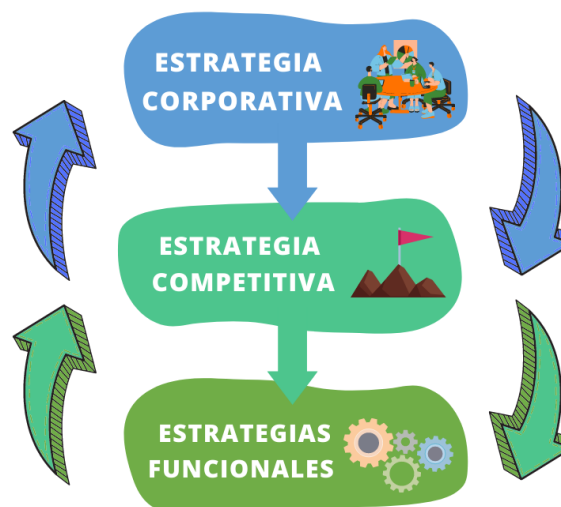 ESTRATEGIA
CORPORATIVA
ESTRATEGIA
COMPETITIVA
ESTRATEGIAS
FUNCIONALES